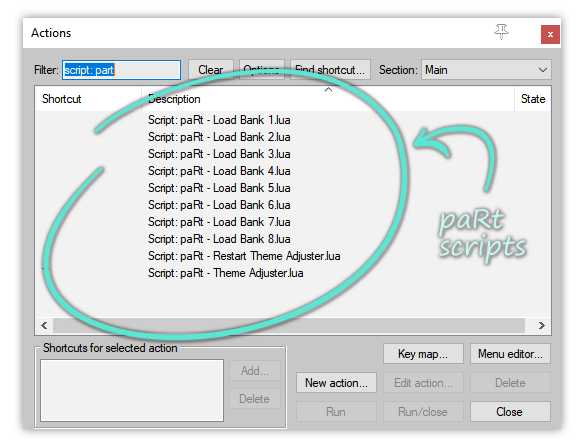 Actions
Filter: script: part Clear Options Find shortcut... Section: Main
Shortcut Description State
Script: paRt - Load Bank 1.lua
Script: paRt - Load Bank 2.lua
Script: paRt - Load Bank 3.lua
Script: paRt - Load Bank 4.lua
Script: paRt - Load Bank 5.lua
Script: paRt - Load Bank 6.lua
Script: paRt - Load Bank 7.lua
Script: paRt - Load Bank 8.lua
Script: paRt - Restart Theme Adjuster.lua
Script: paRt - Theme Adjuster.lua
paRt
scripts
Shortcuts for selected action
Add...
Delete
Key map... Menu editor...
New action... Edit action... Delete
Run Run/close Close